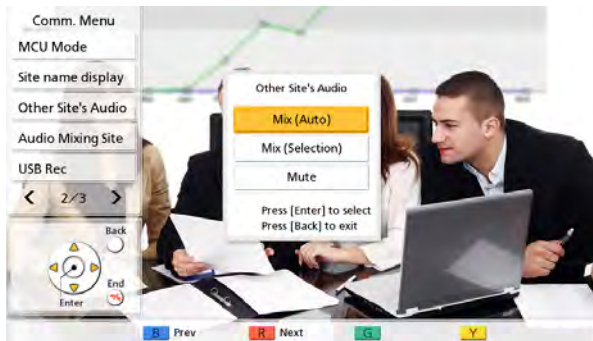 Comm. Menu
MCU Mode
Site name display
Other Site's Audio
Audio Mixing Site
USB Rec
2/3
Back
End
Enter
Other Site's Audio
Mix (Auto)
Mix (Selection)
Mute
Press [Enter] to select
Press [Back] to exit
B Prev R Next G Y